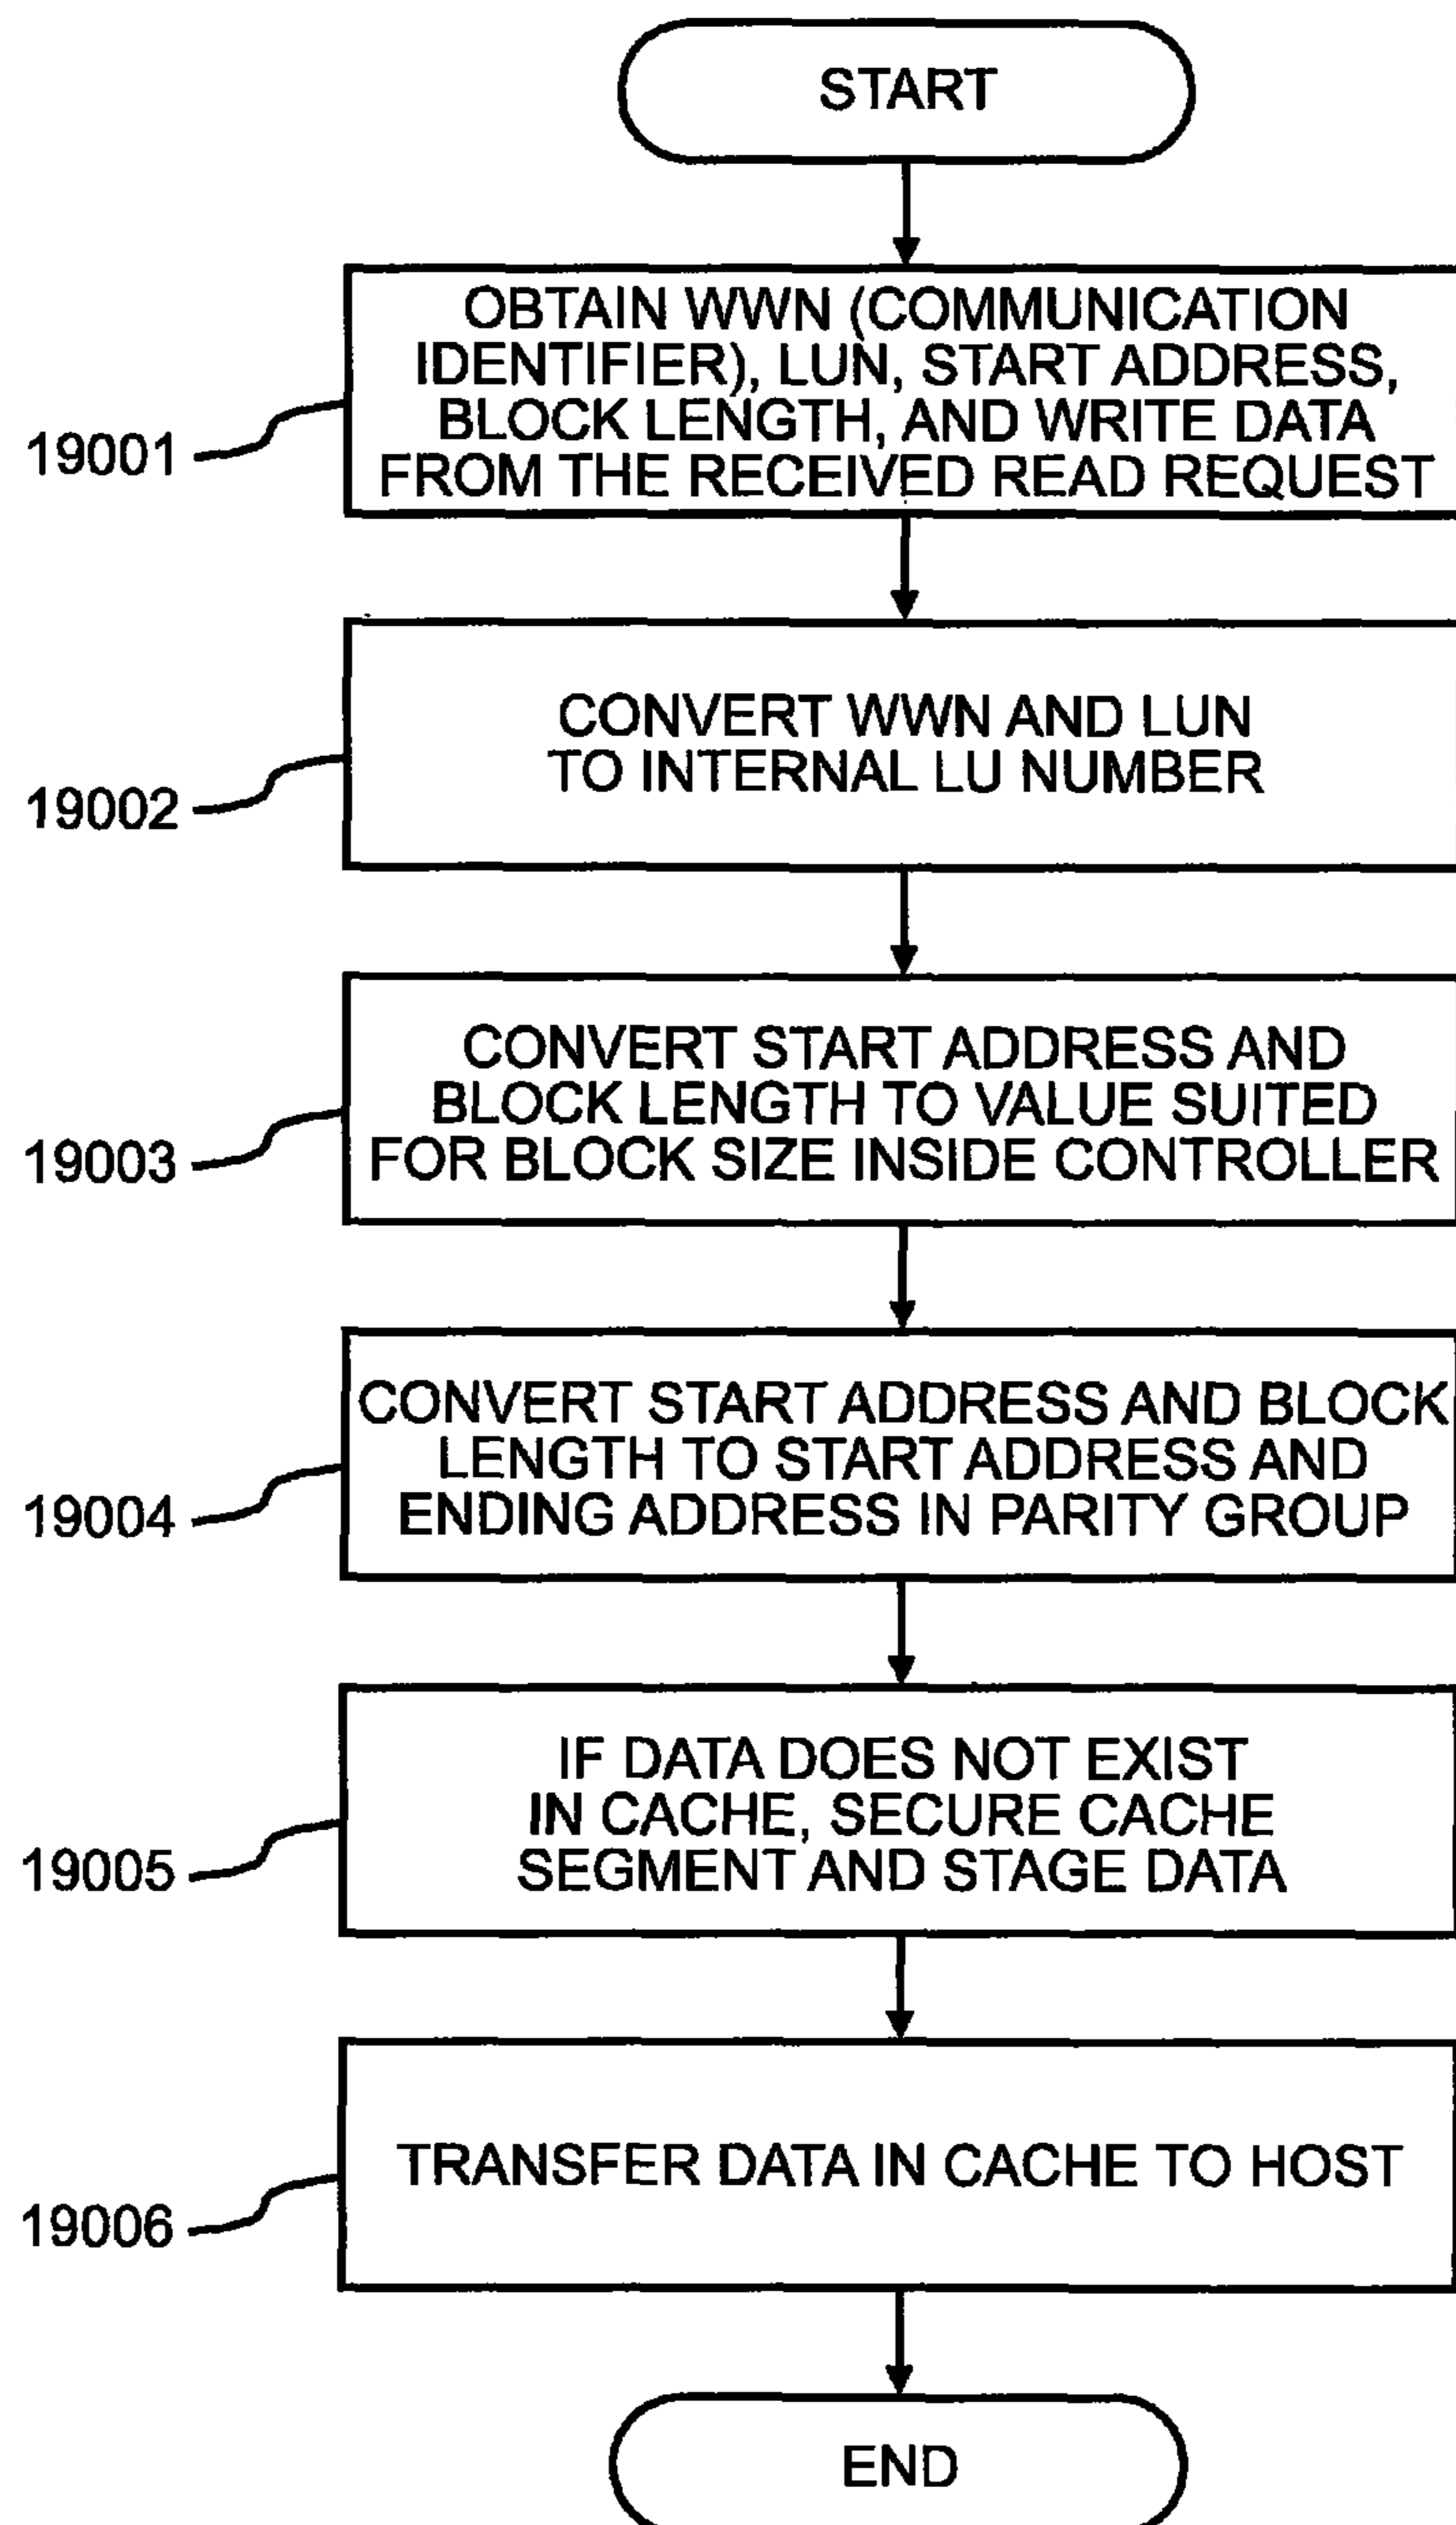 START
OBTAIN WWN (COMMUNICATION
IDENTIFIER), LUN, START ADDRESS,
BLOCK LENGTH, AND WRITE DATA
FROM THE RECEIVED READ REQUEST
19001
CONVERT WWN AND LUN
TO INTERNAL LU NUMBER
19002
CONVERT START ADDRESS AND
BLOCK LENGTH TO VALUE SUITED
FOR BLOCK SIZE INSIDE CONTROLLER
19003
CONVERT START ADDRESS AND BLOCK
LENGTH TO START ADDRESS AND
ENDING ADDRESS IN PARITY GROUP
19004
IF DATA DOES NOT EXIST
IN CACHE, SECURE CACHE
SEGMENT AND STAGE DATA
19005
TRANSFER DATA IN CACHE TO HOST
19006
END